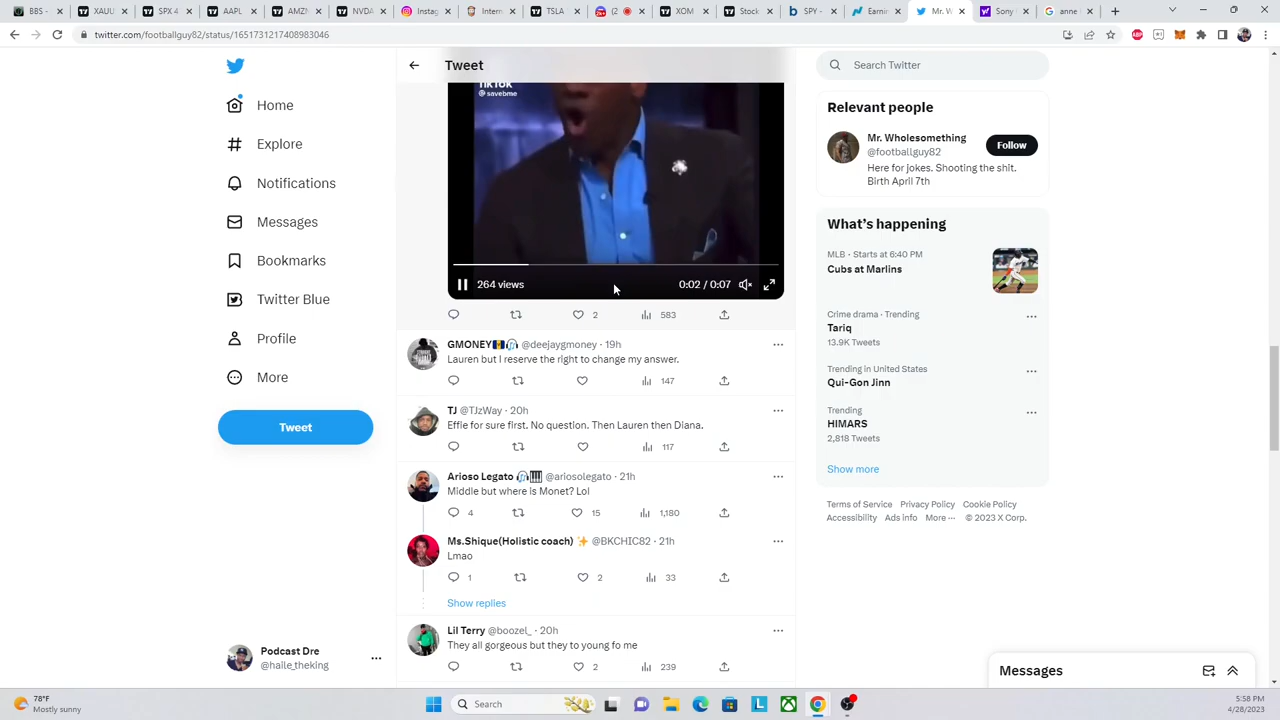 BBS -
XAUU
SPX 4
AAPL
AMZN
NVDA
Instag
Intern
TSLA
(2)
XOM
Stock
SPY -
Earnin
Mr. W
Sony
anne
twitter.com/footballguy82/status/1651731217408983046
Home
Explore
Notifications
Messages
Bookmarks
Twitter Blue
Profile
More
Tweet
Podcast Dre
@halle_theking
Tweet
TikTok
@savebme
264 views
0:02 / 0:07
2 583
GMONEY @deejaygmoney · 19h
Lauren but I reserve the right to change my answer.
147
TJ @TJzWay · 20h
Effie for sure first. No question. Then Lauren then Diana.
117
Arioso Legato @ariosolegato · 21h
Middle but where is Monet? Lol
4 15 1,180
Ms.Shique(Holistic coach) @BKCHIC82 · 21h
Lmao
1 2 33
Show replies
Lil Terry @boozel_ · 20h
They all gorgeous but they to young fo me
2 239
Search Twitter
Relevant people
Mr. Wholesomething
@footballguy82
Follow
Here for jokes. Shooting the shit.
Birth April 7th
What's happening
MLB · Starts at 6:40 PM
Cubs at Marlins
Crime drama · Trending
Tariq
13.9K Tweets
Trending in United States
Qui-Gon Jinn
Trending
HIMARS
2,818 Tweets
Show more
Terms of Service Privacy Policy Cookie Policy
Accessibility Ads info More ··· © 2023 X Corp.
Messages
78°F
Mostly sunny
Search
5:58 PM
4/28/2023